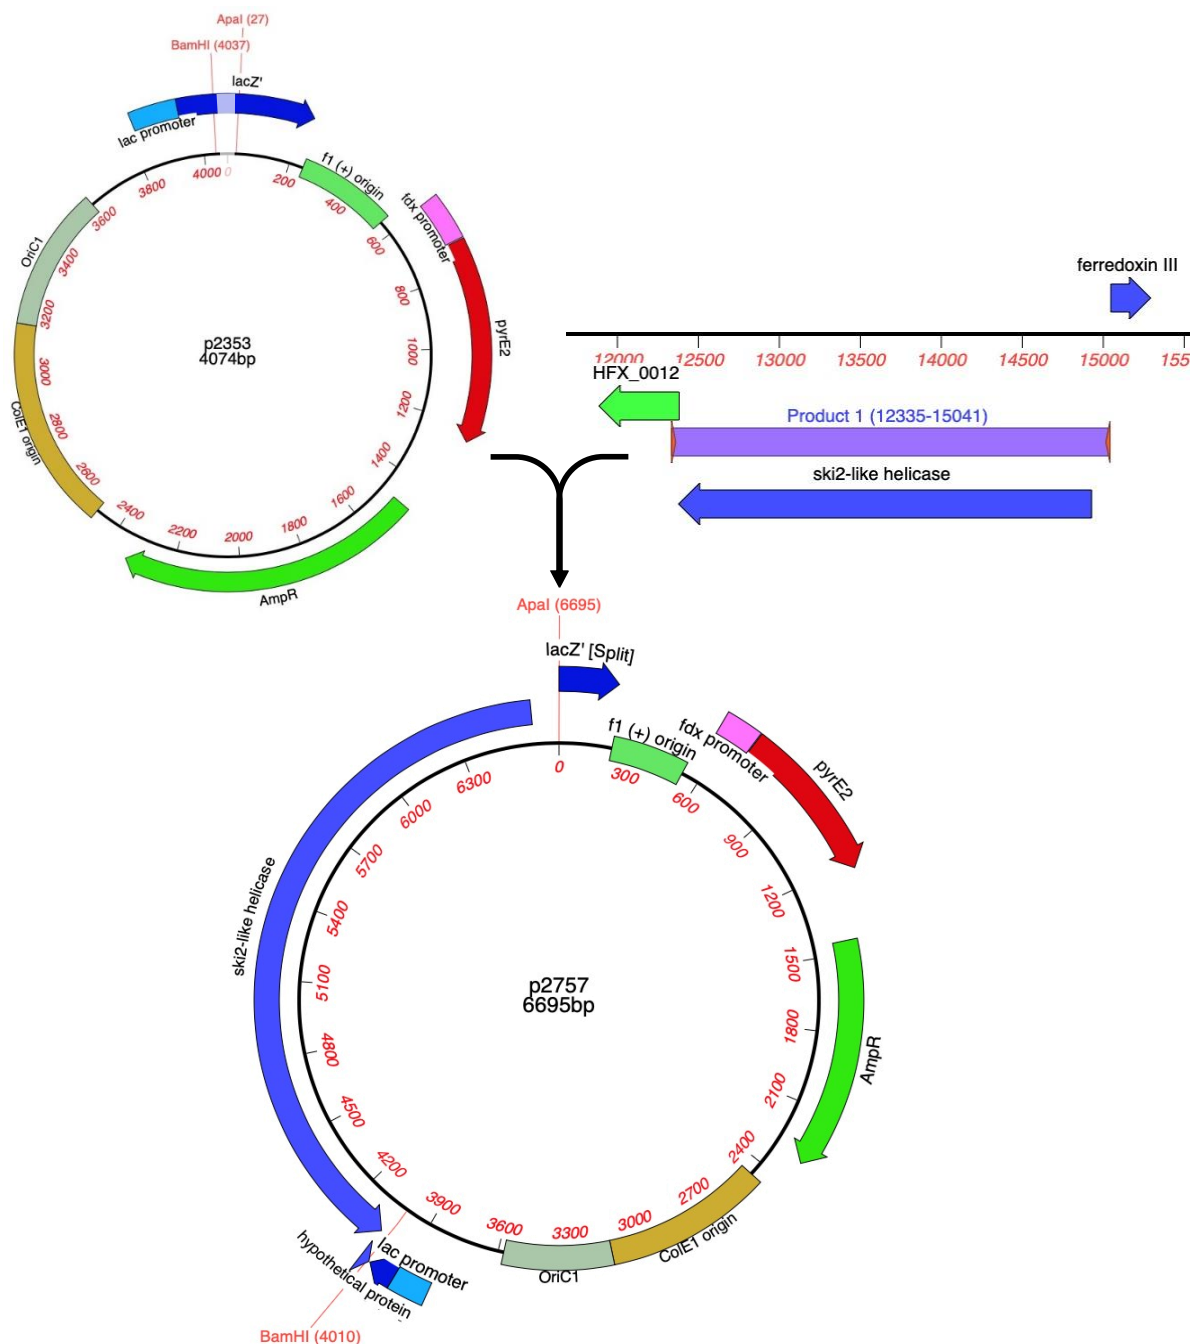 ApaI (27)
BamHI (4037)
lacZ'
lac promoter
f1 (+) origin
fdx promoter
pyrE2
AmpR
ColE1 origin
OriC1
4000
0
200
400
600
800
1000
1200
1400
1600
1800
2000
2200
2400
2600
2800
3000
3200
3400
3600
3800
p2353
4074bp
ferredoxin III
12000
12500
13000
13500
14000
14500
15000
155
HFX_0012
Product 1 (12335-15041)
ski2-like helicase
ApaI (6695)
lacZ' [Split]
f1 (+) origin
fdx promoter
pyrE2
AmpR
ColE1 origin
OriC1
lac promoter
hypothetical protein
BamHI (4010)
ski2-like helicase
0
300
600
900
1200
1500
1800
2100
2400
2700
3000
3300
3600
3900
4200
4500
4800
5100
5400
5700
6000
6300
p2757
6695bp